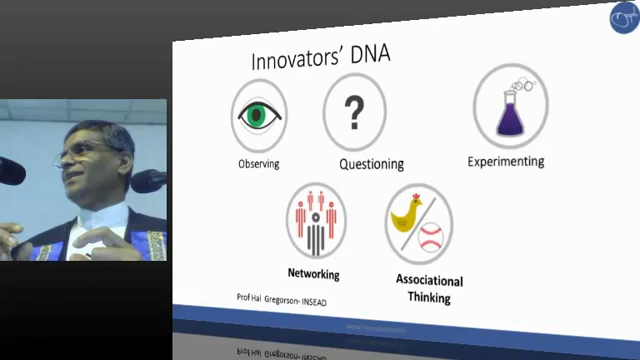 Innovators' DNA
?
Observing
Questioning
Experimenting
Networking
Associational
Thinking
Prof Hal Gregorson- INSEAD